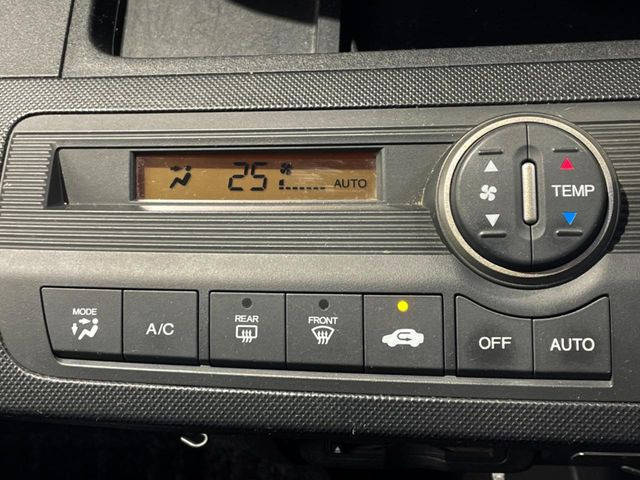 25 AUTO
TEMP
MODE
A/C
REAR
FRONT
OFF
AUTO